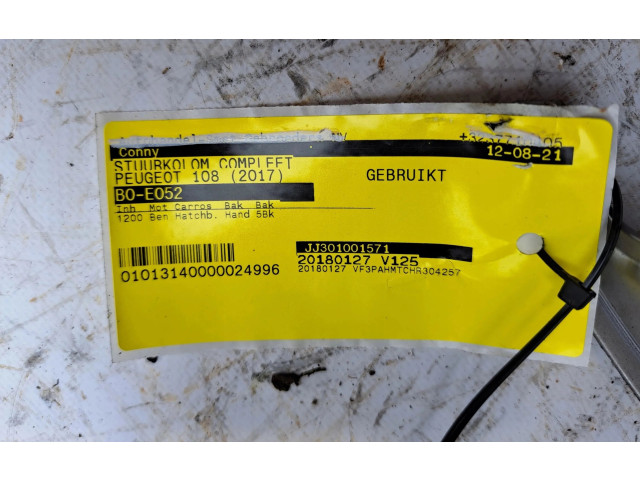 Conny 12-08-21
STUURKOLOM COMPLEET
PEUGEOT 108 (2017) GEBRUIKT
BO-E052
Inh Mot Carros Bak Bak
1200 Ben Hatchb. Hand 5Bk
JJ301001571
20180127 V125
01013140000024996
20180127 VF3PAHMTCHR304257